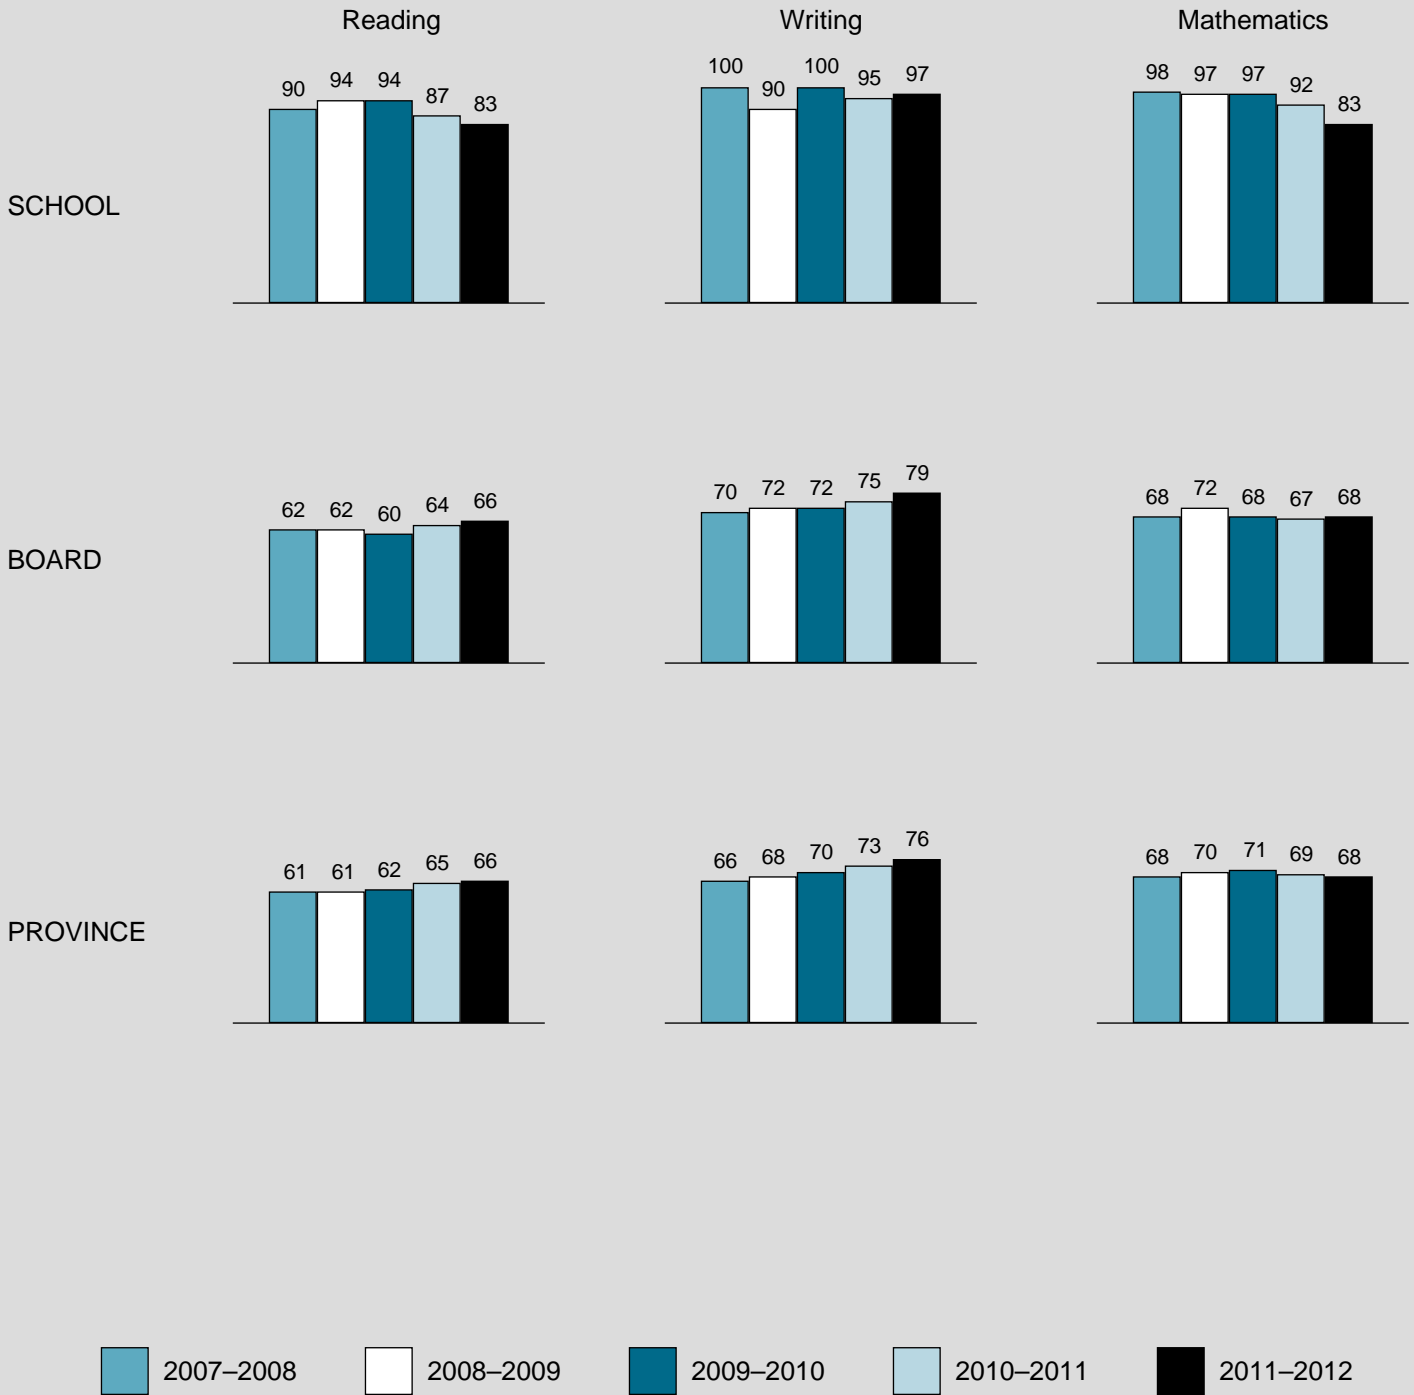 Reading Writing Mathematics
90 94 94 87 83
100 90 100 95 97
98 97 97 92 83
SCHOOL
62 62 60 64 66
70 72 72 75 79
68 72 68 67 68
BOARD
61 61 62 65 66
66 68 70 73 76
68 70 71 69 68
PROVINCE
2007–2008 2008–2009 2009–2010 2010–2011 2011–2012